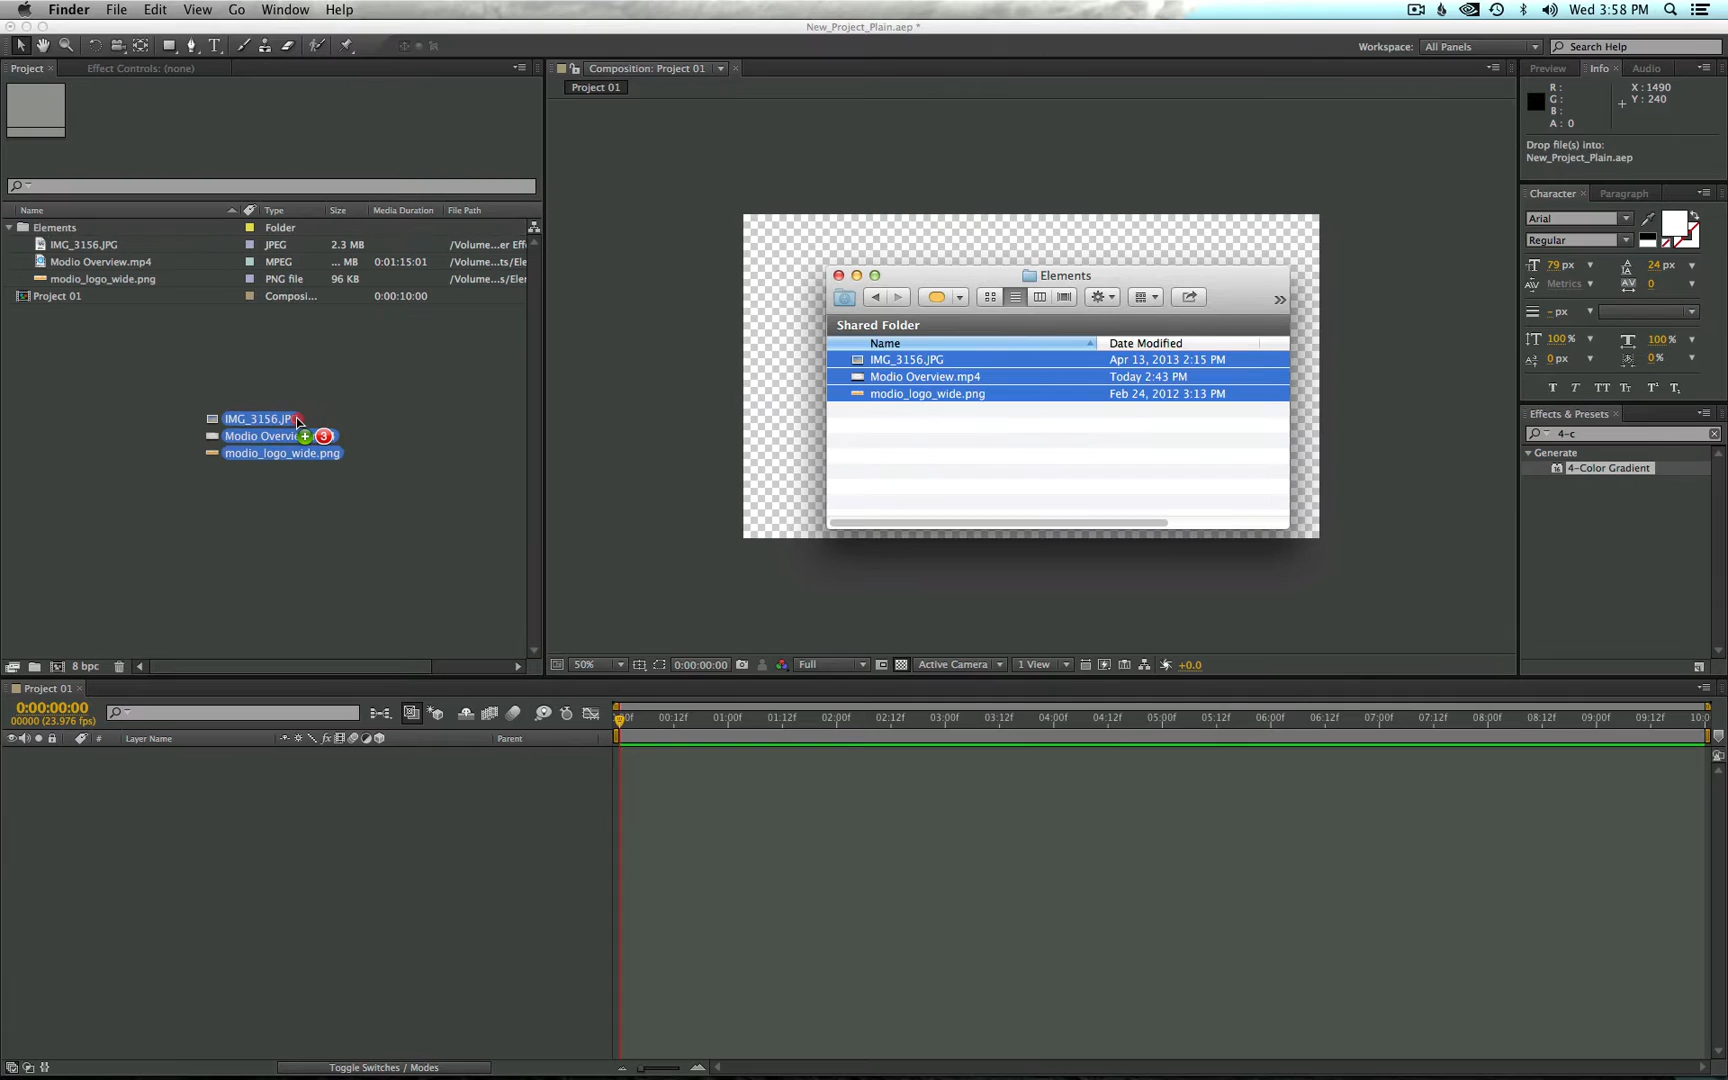 Finder File Edit View Go Window Help Wed 3:58 PM
New_Project_Plain.aep *
Workspace: All Panels Search Help
Project Effect Controls: (none) Composition: Project 01 Preview Info Audio
Project 01
R: X: 1490
G: Y: 240
B:
A: 0
Drop file(s) into:
New_Project_Plain.aep
Name Type Size Media Duration File Path
Elements Folder
IMG_3156.JPG JPEG 2.3 MB /Volume...er Eff
Modio Overview.mp4 MPEG ... MB 0:01:15:01 /Volume...ts/Ele
modio_logo_wide.png PNG file 96 KB /Volume...s/Eler
Project 01 Composi... 0:00:10:00
IMG_3156.JP
Modio Overvie 3
modio_logo_wide.png
Elements
Shared Folder
Name Date Modified
IMG_3156.JPG Apr 13, 2013 2:15 PM
Modio Overview.mp4 Today 2:43 PM
modio_logo_wide.png Feb 24, 2012 3:13 PM
Character Paragraph
Arial
Regular
79 px 24 px
Metrics 0
- px
100 % 100 %
0 px 0 %
T T TT Tr T¹ T₁
Effects & Presets
4-c
Generate
4-Color Gradient
8 bpc
50% 0:00:00:00 Full Active Camera 1 View +0.0
Project 01
0:00:00:00
00000 (23.976 fps)
# Layer Name Parent
:00f 00:12f 01:00f 01:12f 02:00f 02:12f 03:00f 03:12f 04:00f 04:12f 05:00f 05:12f 06:00f 06:12f 07:00f 07:12f 08:00f 08:12f 09:00f 09:12f 10:0
Toggle Switches / Modes